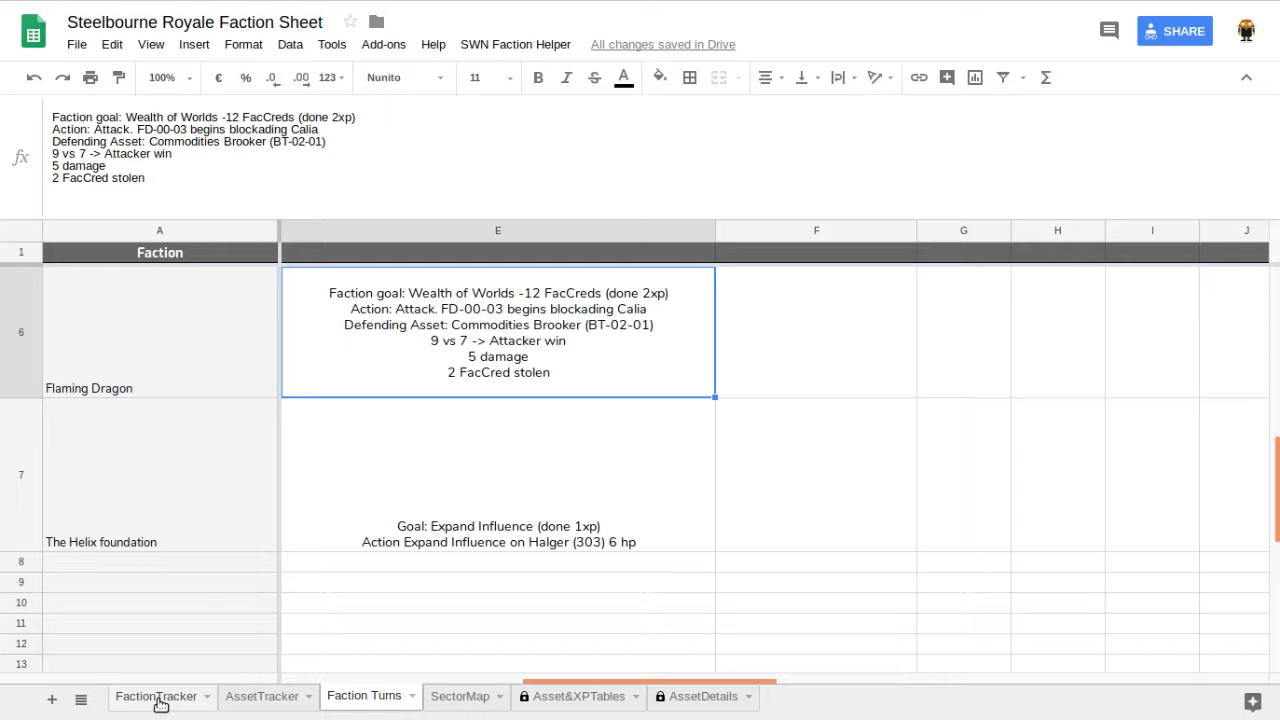 Steelbourne Royale Faction Sheet
File Edit View Insert Format Data Tools Add-ons Help SWN Faction Helper All changes saved in Drive
SHARE
100% € % .0 .00 123 Nunito 11 B I S A Σ
fx
Faction goal: Wealth of Worlds -12 FacCreds (done 2xp)
Action: Attack. FD-00-03 begins blockading Calia
Defending Asset: Commodities Brooker (BT-02-01)
9 vs 7 -> Attacker win
5 damage
2 FacCred stolen
A E F G H I J
1 Faction
6 Flaming Dragon
Faction goal: Wealth of Worlds -12 FacCreds (done 2xp)
Action: Attack. FD-00-03 begins blockading Calia
Defending Asset: Commodities Brooker (BT-02-01)
9 vs 7 -> Attacker win
5 damage
2 FacCred stolen
7 The Helix foundation
Goal: Expand Influence (done 1xp)
Action Expand Influence on Halger (303) 6 hp
8
9
10
11
12
13
FactionTracker AssetTracker Faction Turns SectorMap Asset&XPTables AssetDetails